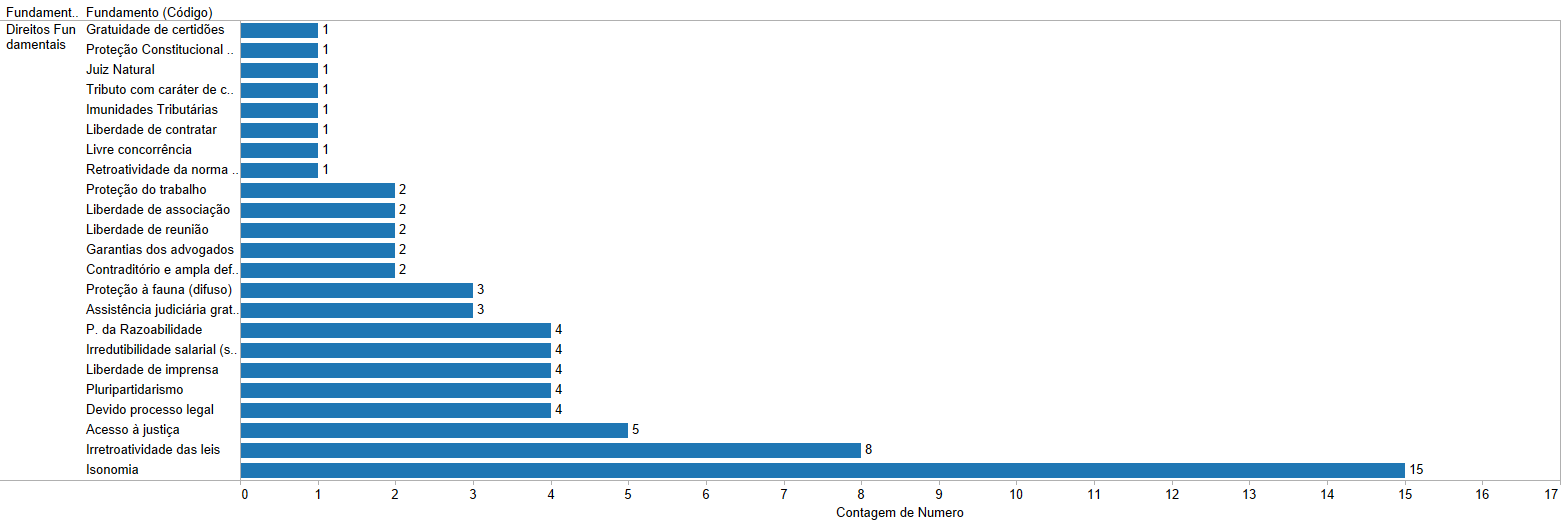 Fundament.. Fundamento (Código)
Direitos Fun
damentais
Gratuidade de certidões 1
Proteção Constitucional .. 1
Juiz Natural 1
Tributo com caráter de c.. 1
Imunidades Tributárias 1
Liberdade de contratar 1
Livre concorrência 1
Retroatividade da norma .. 1
Proteção do trabalho 2
Liberdade de associação 2
Liberdade de reunião 2
Garantias dos advogados 2
Contraditório e ampla def.. 2
Proteção à fauna (difuso) 3
Assistência judiciária grat.. 3
P. da Razoabilidade 4
Irredutibilidade salarial (s.. 4
Liberdade de imprensa 4
Pluripartidarismo 4
Devido processo legal 4
Acesso à justiça 5
Irretroatividade das leis 8
Isonomia 15
0 1 2 3 4 5 6 7 8 9 10 11 12 13 14 15 16 17
Contagem de Numero